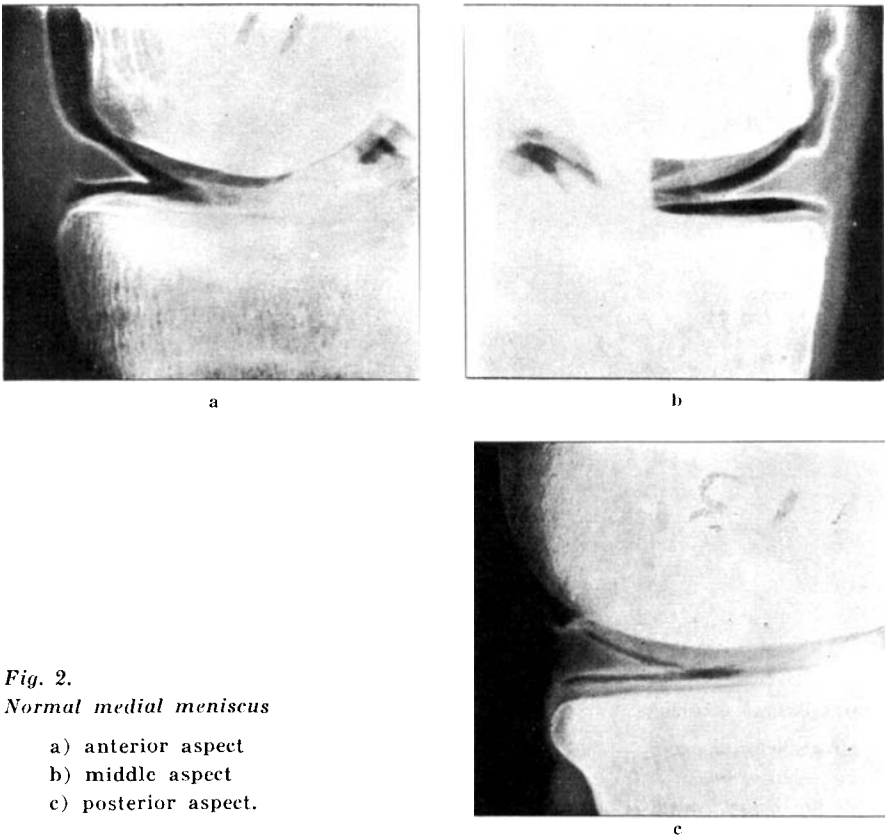 a
b
c
Fig. 2.
Normal medial meniscus
a) anterior aspect
b) middle aspect
c) posterior aspect.